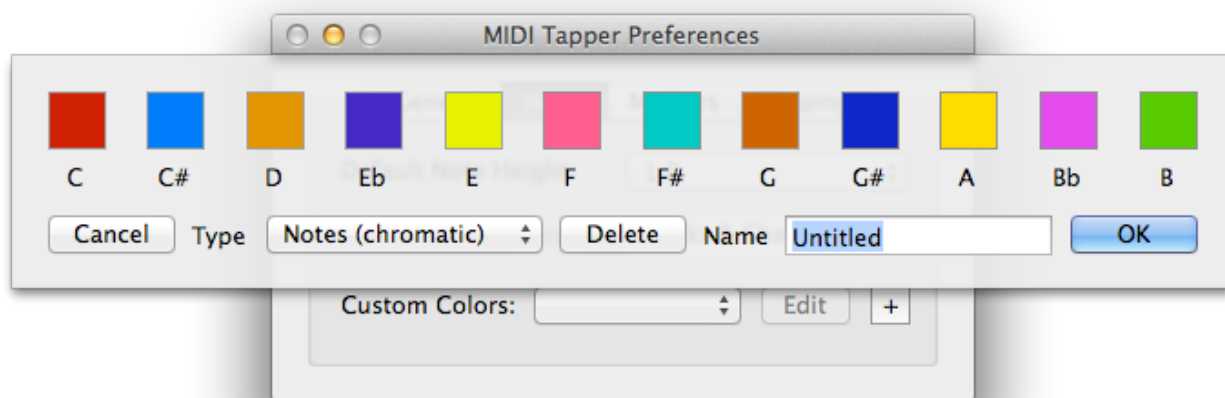 MIDI Tapper Preferences
C C# D Eb E F F# G G# A Bb B
Cancel Type Notes (chromatic) Delete Name Untitled OK
Custom Colors: Edit +